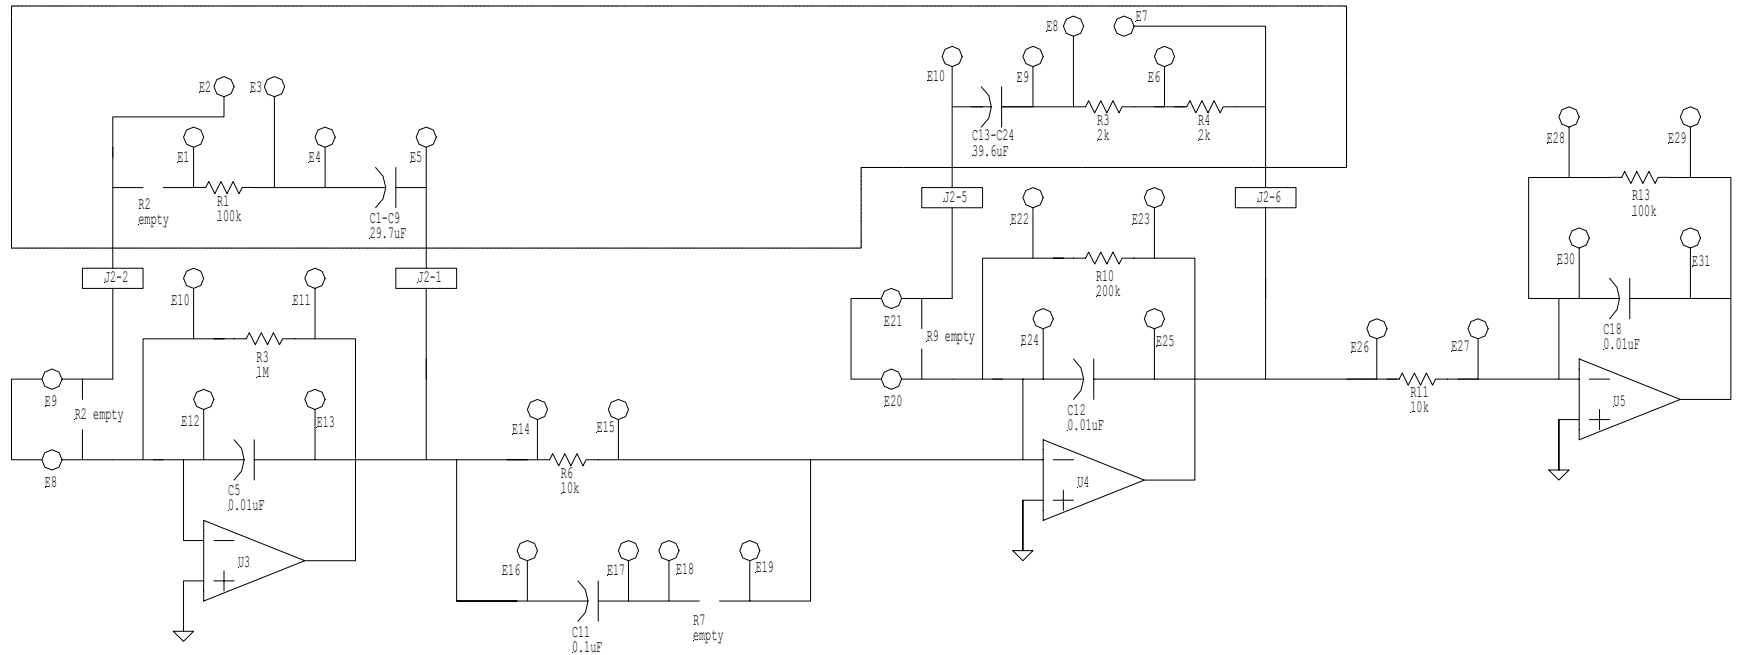 E7
E8
E10
E9
E6
E2
E3
R3
2k
R4
2k
C13-C24
39.6uF
E28
E29
E1
E4
E5
R2
empty
R1
100k
C1-C9
29.7uF
J2-5
J2-6
R13
100k
E22
E23
E30
E31
J2-2
J2-1
E10
E11
R10
200k
E21
R9 empty
E24
E25
C18
0.01uF
E26
E27
R3
1M
E9
R2 empty
E12
E13
E20
C12
0.01uF
R11
10k
U5
E14
E15
E8
C5
0.01uF
R6
10k
U4
U3
E16
E17
E18
E19
C11
0.1uF
R7
empty